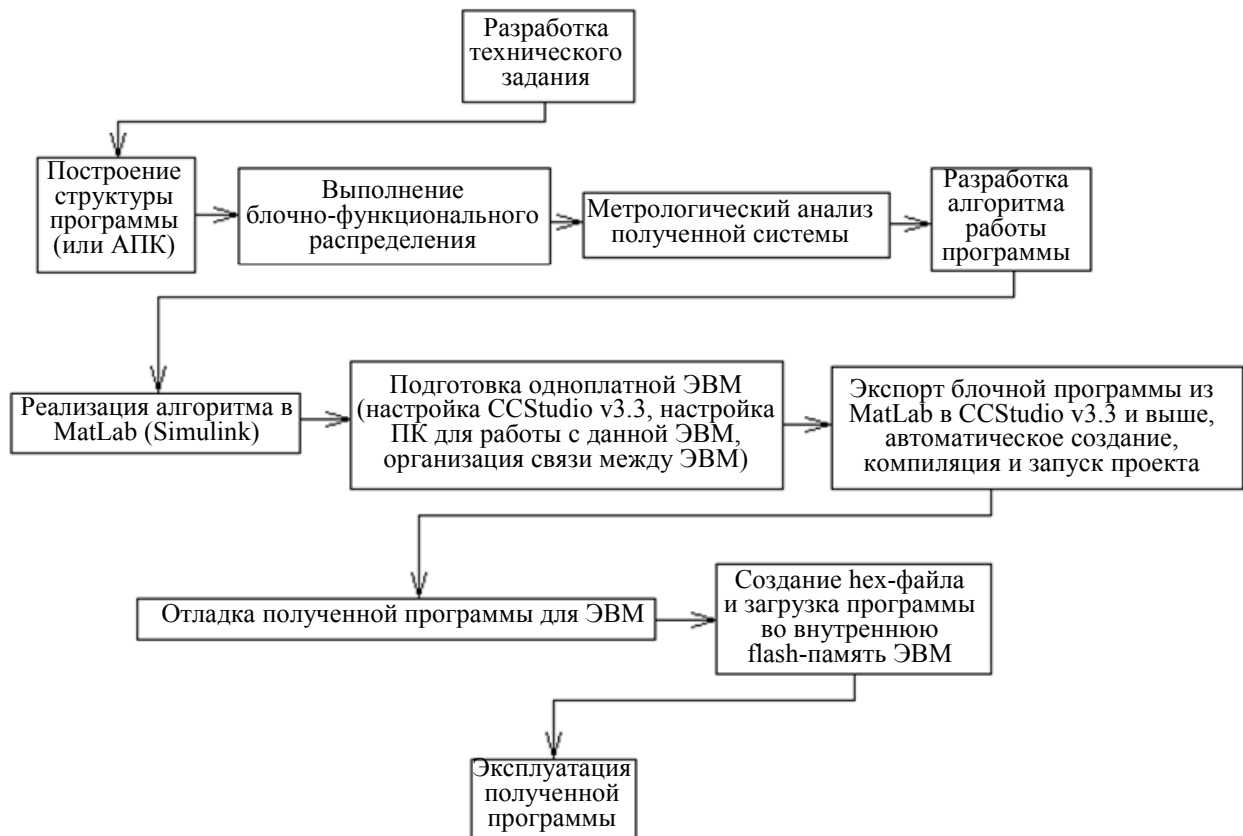 Разработка
технического
задания
Построение
структуры
программы
(или АПК)
Выполнение
блочно-функционального
распределения
Метрологический анализ
полученной системы
Разработка
алгоритма
работы
программы
Реализация алгоритма в
MatLab (Simulink)
Подготовка одноплатной ЭВМ
(настройка CCStudio v3.3, настройка
ПК для работы с данной ЭВМ,
организация связи между ЭВМ)
Экспорт блочной программы из
MatLab в CCStudio v3.3 и выше,
автоматическое создание,
компиляция и запуск проекта
Отладка полученной программы для ЭВМ
Создание hex-файла
и загрузка программы
во внутреннюю
flash-память ЭВМ
Эксплуатация
полученной
программы